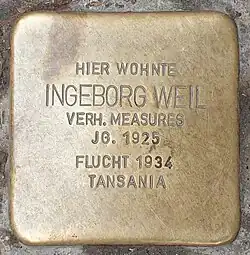 HIER WOHNTE
INGEBORG WEIL
VERH. MEASURES
JG. 1925
FLUCHT 1934
TANSANIA